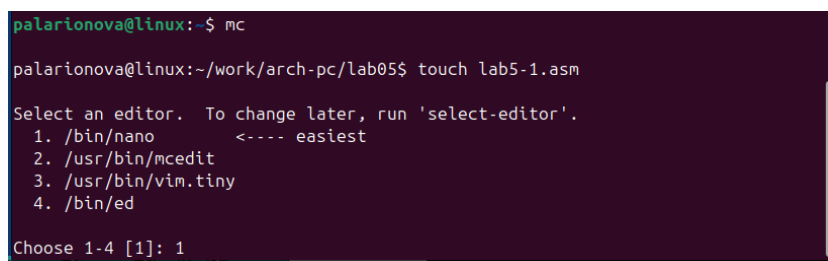 palarionova@linux:~$ mc
palarionova@linux:~/work/arch-pc/lab05$ touch lab5-1.asm
Select an editor.  To change later, run 'select-editor'.
  1. /bin/nano        <---- easiest
  2. /usr/bin/mcedit
  3. /usr/bin/vim.tiny
  4. /bin/ed
Choose 1-4 [1]: 1